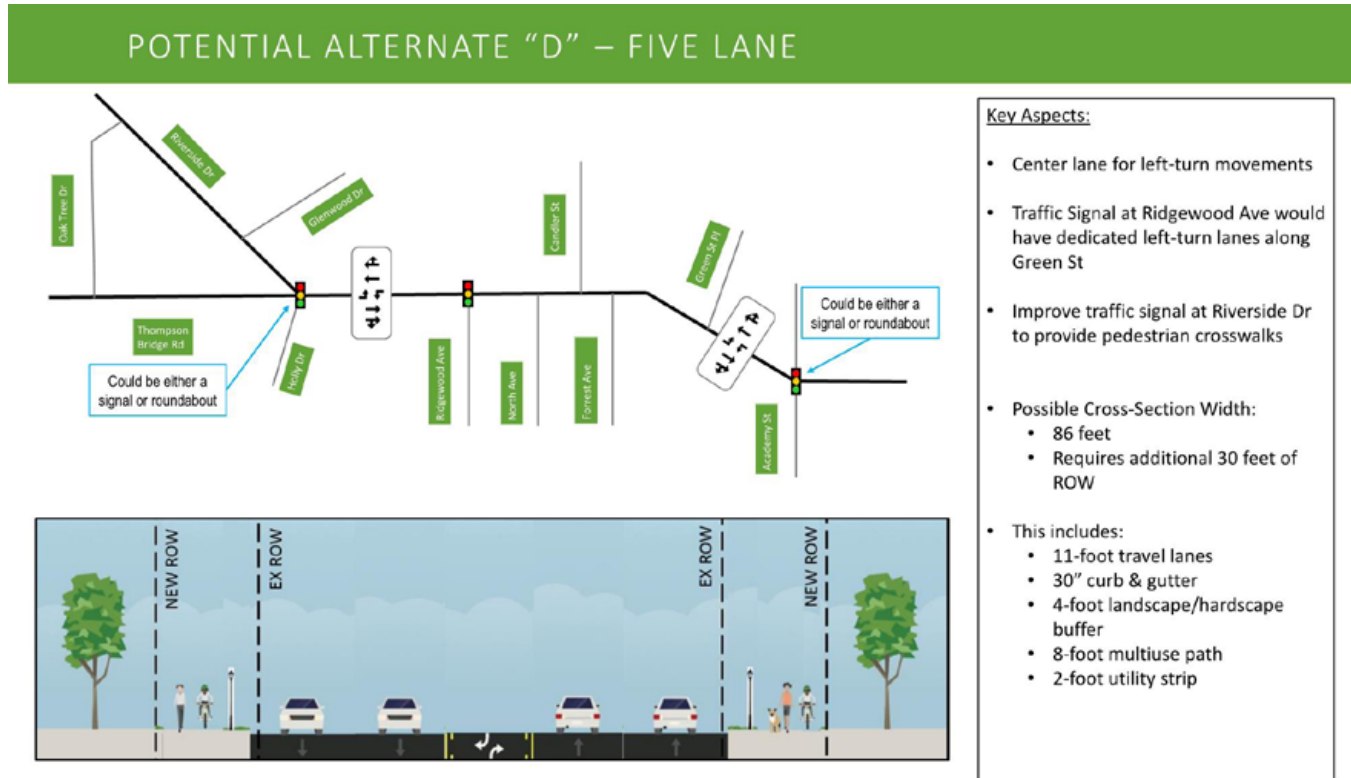 POTENTIAL ALTERNATE “D” – FIVE LANE
Oak Tree Dr
Riverside Dr
Glenwood Dr
Thompson
Bridge Rd
Could be either a
signal or roundabout
Holly Dr
Ridgewood Ave
North Ave
Candler St
Forrest Ave
Green St Pl
Could be either a
signal or roundabout
Academy St
NEW ROW
EX ROW
EX ROW
NEW ROW
Key Aspects:
• Center lane for left-turn movements
• Traffic Signal at Ridgewood Ave would
have dedicated left-turn lanes along
Green St
• Improve traffic signal at Riverside Dr
to provide pedestrian crosswalks
• Possible Cross-Section Width:
• 86 feet
• Requires additional 30 feet of
ROW
• This includes:
• 11-foot travel lanes
• 30” curb & gutter
• 4-foot landscape/hardscape
buffer
• 8-foot multiuse path
• 2-foot utility strip